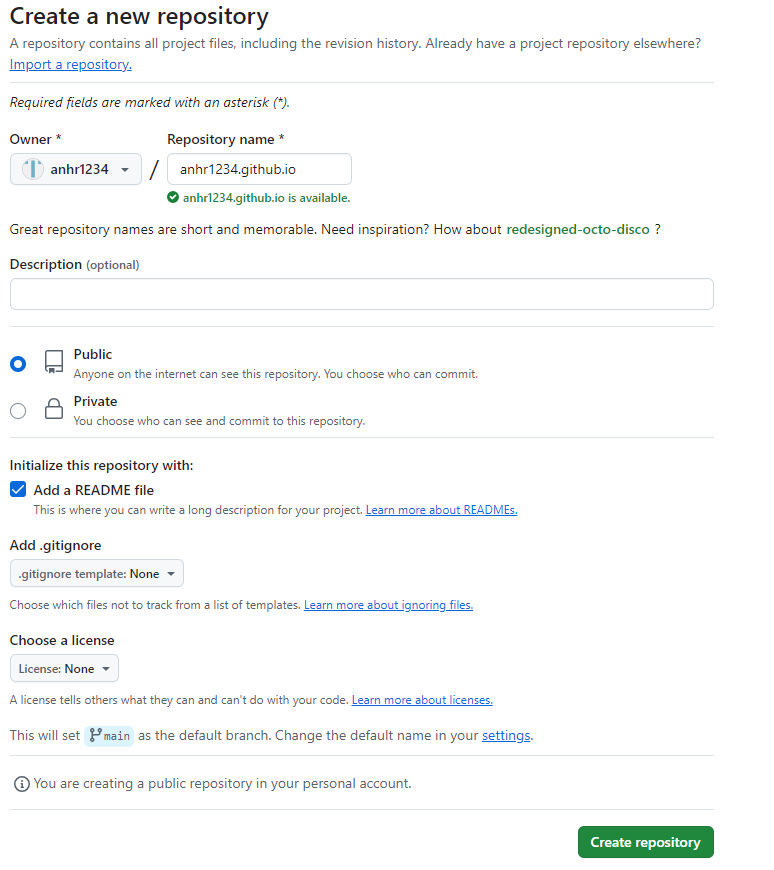 Create a new repository
A repository contains all project files, including the revision history. Already have a project repository elsewhere?
Import a repository.
Required fields are marked with an asterisk (*).
Owner * Repository name *
anhr1234 / anhr1234.github.io
anhr1234.github.io is available.
Great repository names are short and memorable. Need inspiration? How about redesigned-octo-disco ?
Description (optional)
Public
Anyone on the internet can see this repository. You choose who can commit.
Private
You choose who can see and commit to this repository.
Initialize this repository with:
Add a README file
This is where you can write a long description for your project. Learn more about READMEs.
Add .gitignore
.gitignore template: None
Choose which files not to track from a list of templates. Learn more about ignoring files.
Choose a license
License: None
A license tells others what they can and can't do with your code. Learn more about licenses.
This will set main as the default branch. Change the default name in your settings.
You are creating a public repository in your personal account.
Create repository